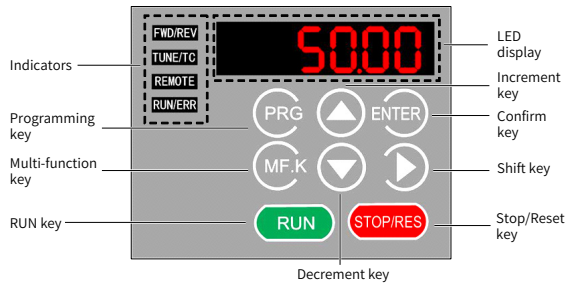 FWD/REV
TUNE/TC
REMOTE
RUN/ERR
50.00
LED
display
Indicators
Increment
key
PRG
ENTER
Programming
key
Confirm
key
Multi-function
key
MF.K
Shift key
RUN key
RUN
STOP/RES
Stop/Reset
key
Decrement key